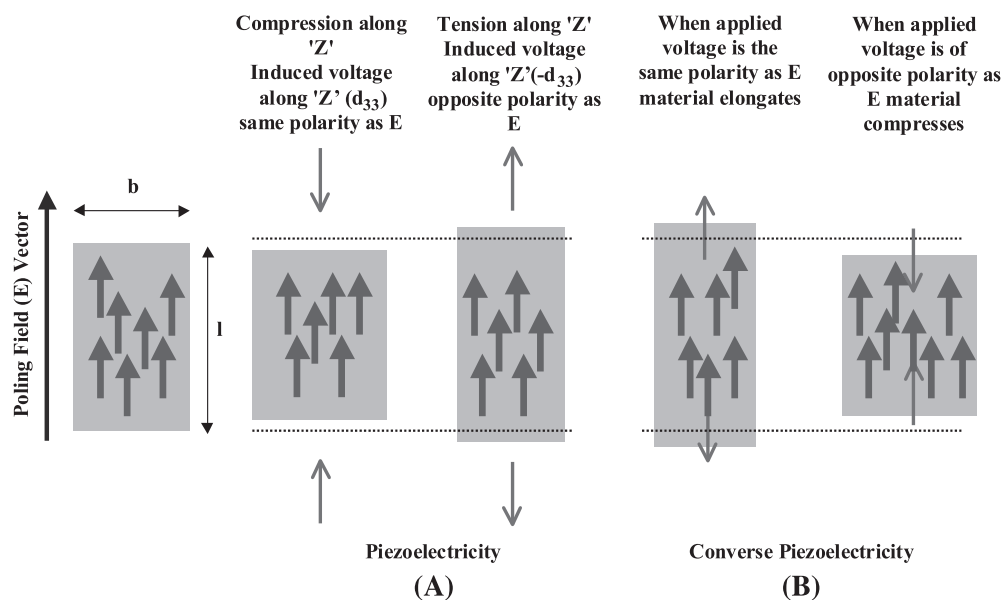 Compression along
'Z'
Induced voltage
along 'Z' (d33)
same polarity as E
Tension along 'Z'
Induced voltage
along 'Z'(-d33)
opposite polarity as
E
When applied
voltage is the
same polarity as E
material elongates
When applied
voltage is of
opposite polarity as
E material
compresses
Poling Field (E) Vector
b
l
Piezoelectricity
(A)
Converse Piezoelectricity
(B)